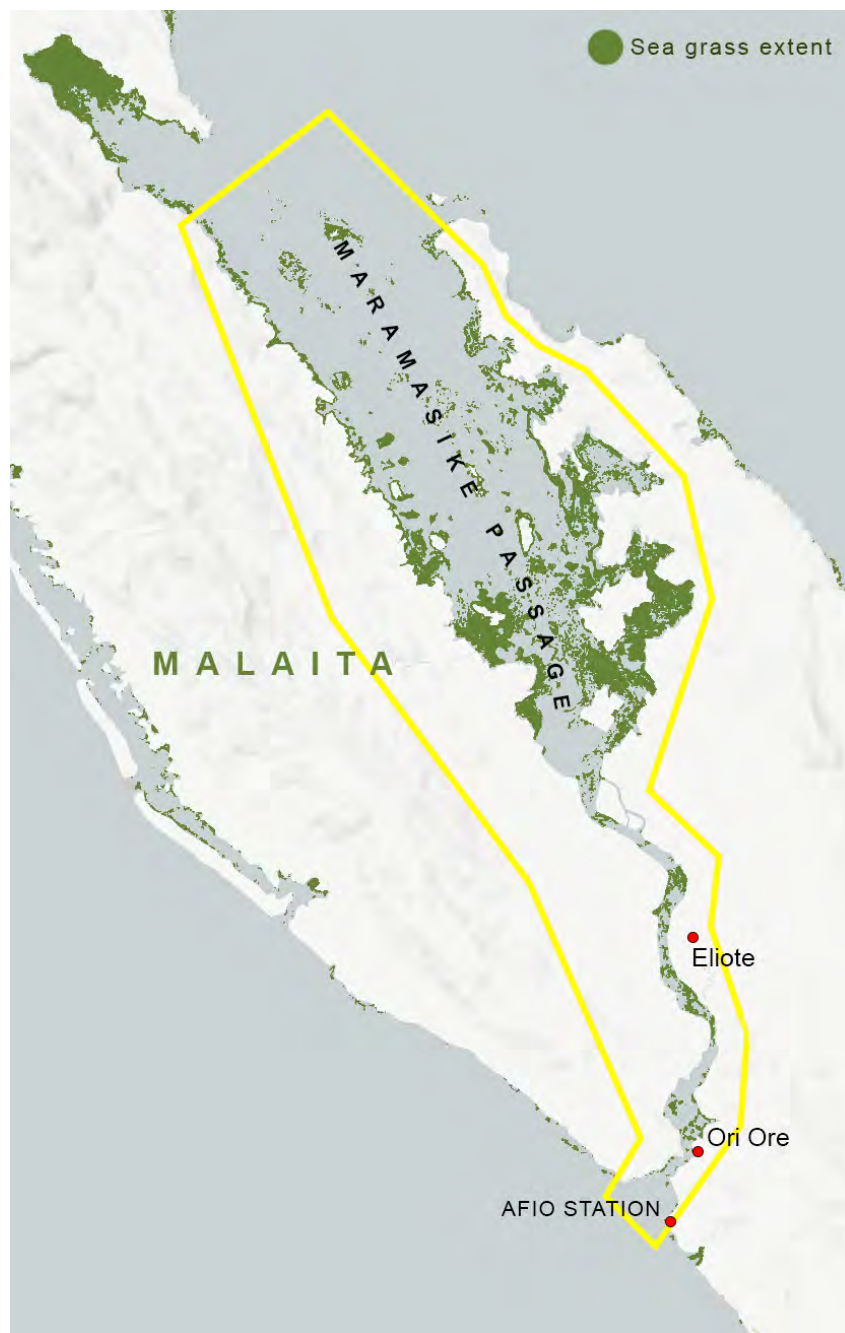 Sea grass extent
MARAMASIKE PASSAGE
MALAITA
Eliote
Ori Ore
AFIO STATION